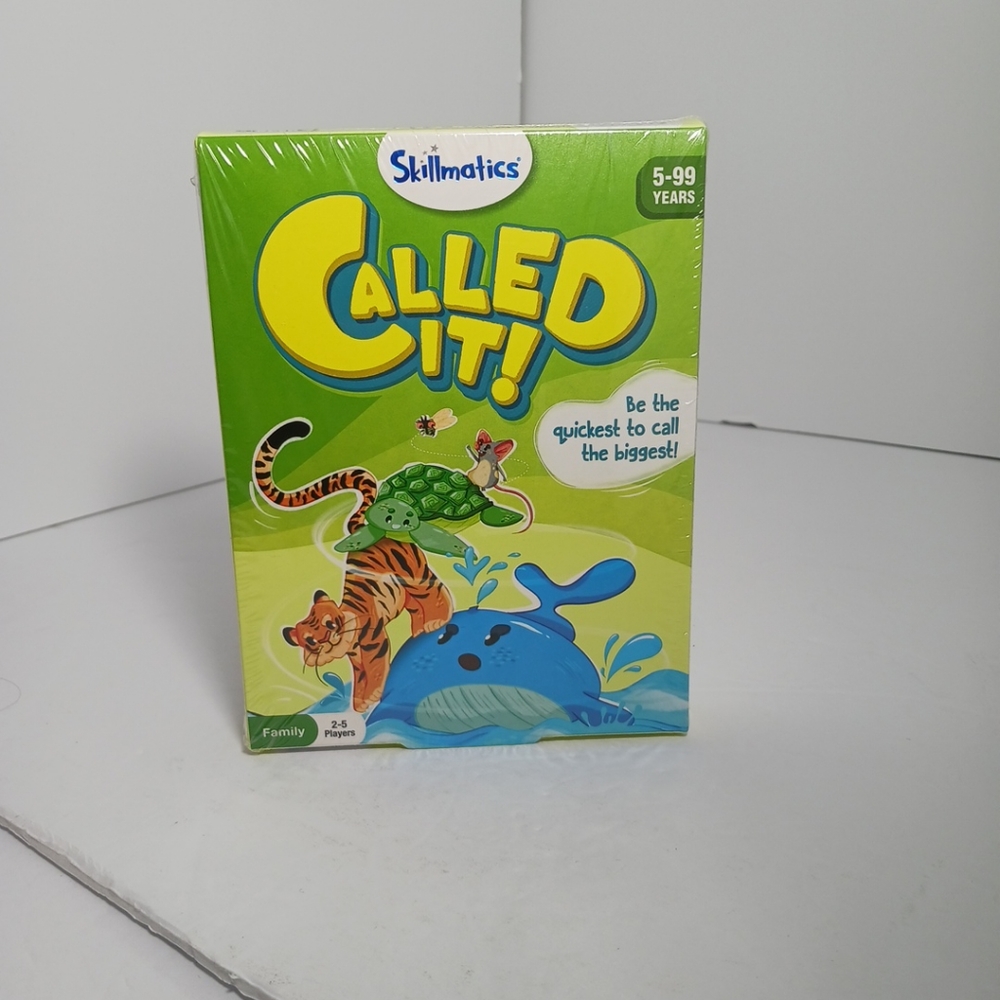 Skillmatics
5-99
YEARS
CALLED
IT!
Be the
quickest to call
the biggest!
Family
2-5
Players